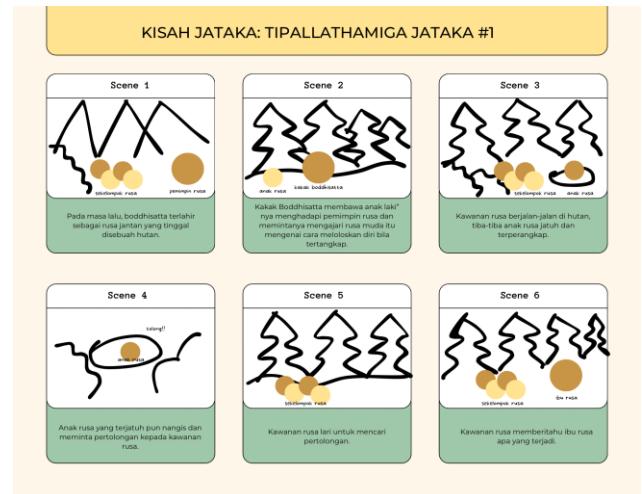 KISAH JATAKA: TIPALLATHAMIGA JATAKA #1
Scene 1
sekelompok rusa
pemimpin rusa
Pada masa lalu, boddhisatta terlahir
sebagai rusa jantan yang tinggal
disebuah hutan.
Scene 2
anak rusa
kakak boddhisatta
Kakak Boddhisatta membawa anak laki"
nya menghadapi pemimpin rusa dan
memintanya mengajari rusa muda itu
mengenai cara meloloskan diri bila
tertangkap.
Scene 3
sekelompok rusa
anak rusa
Kawanan rusa berjalan-jalan di hutan,
tiba-tiba anak rusa jatuh dan
terperangkap.
Scene 4
tolong!!
anak rusa
Anak rusa yang terjatuh pun nangis dan
meminta pertolongan kepada kawanan
rusa.
Scene 5
sekelompok rusa
Kawanan rusa lari untuk mencari
pertolongan.
Scene 6
sekelompok rusa
ibu rusa
Kawanan rusa memberitahu ibu rusa
apa yang terjadi.